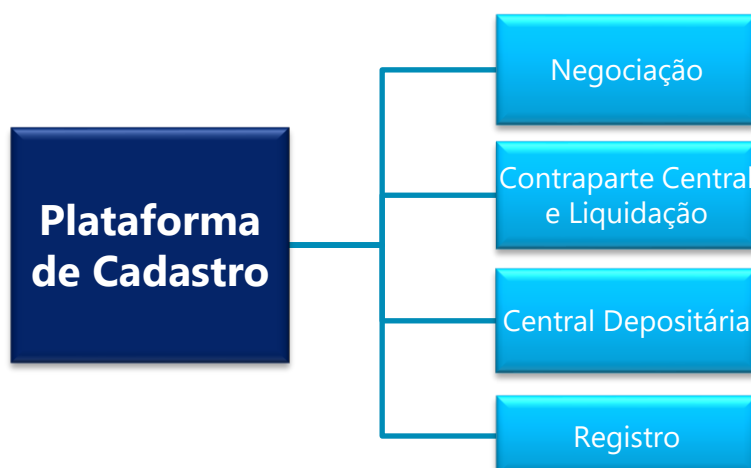 Plataforma
de Cadastro
Negociação
Contraparte Central
e Liquidação
Central Depositária
Registro